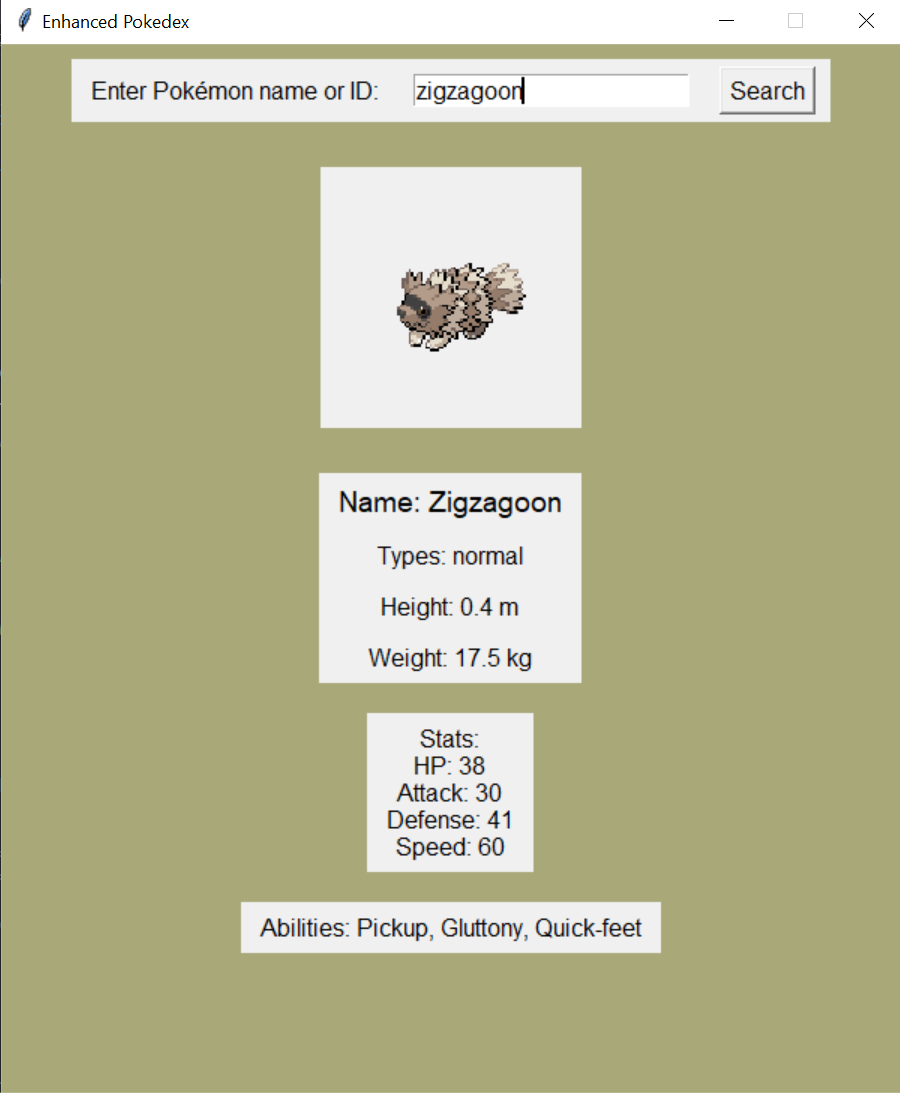 Enhanced Pokedex
Enter Pokémon name or ID: zigzagoon Search
Name: Zigzagoon
Types: normal
Height: 0.4 m
Weight: 17.5 kg
Stats:
HP: 38
Attack: 30
Defense: 41
Speed: 60
Abilities: Pickup, Gluttony, Quick-feet